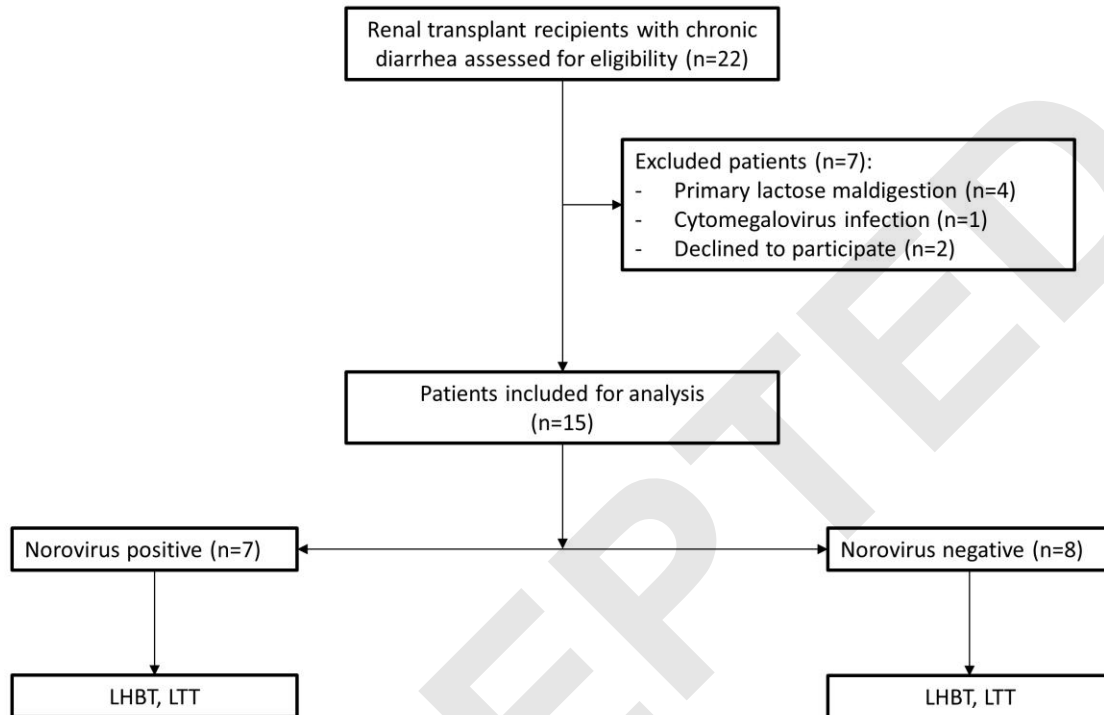 Renal transplant recipients with chronic
diarrhea assessed for eligibility (n=22)
Excluded patients (n=7):
- Primary lactose maldigestion (n=4)
- Cytomegalovirus infection (n=1)
- Declined to participate (n=2)
Patients included for analysis
(n=15)
Norovirus positive (n=7)
Norovirus negative (n=8)
LHBT, LTT
LHBT, LTT
EPTED